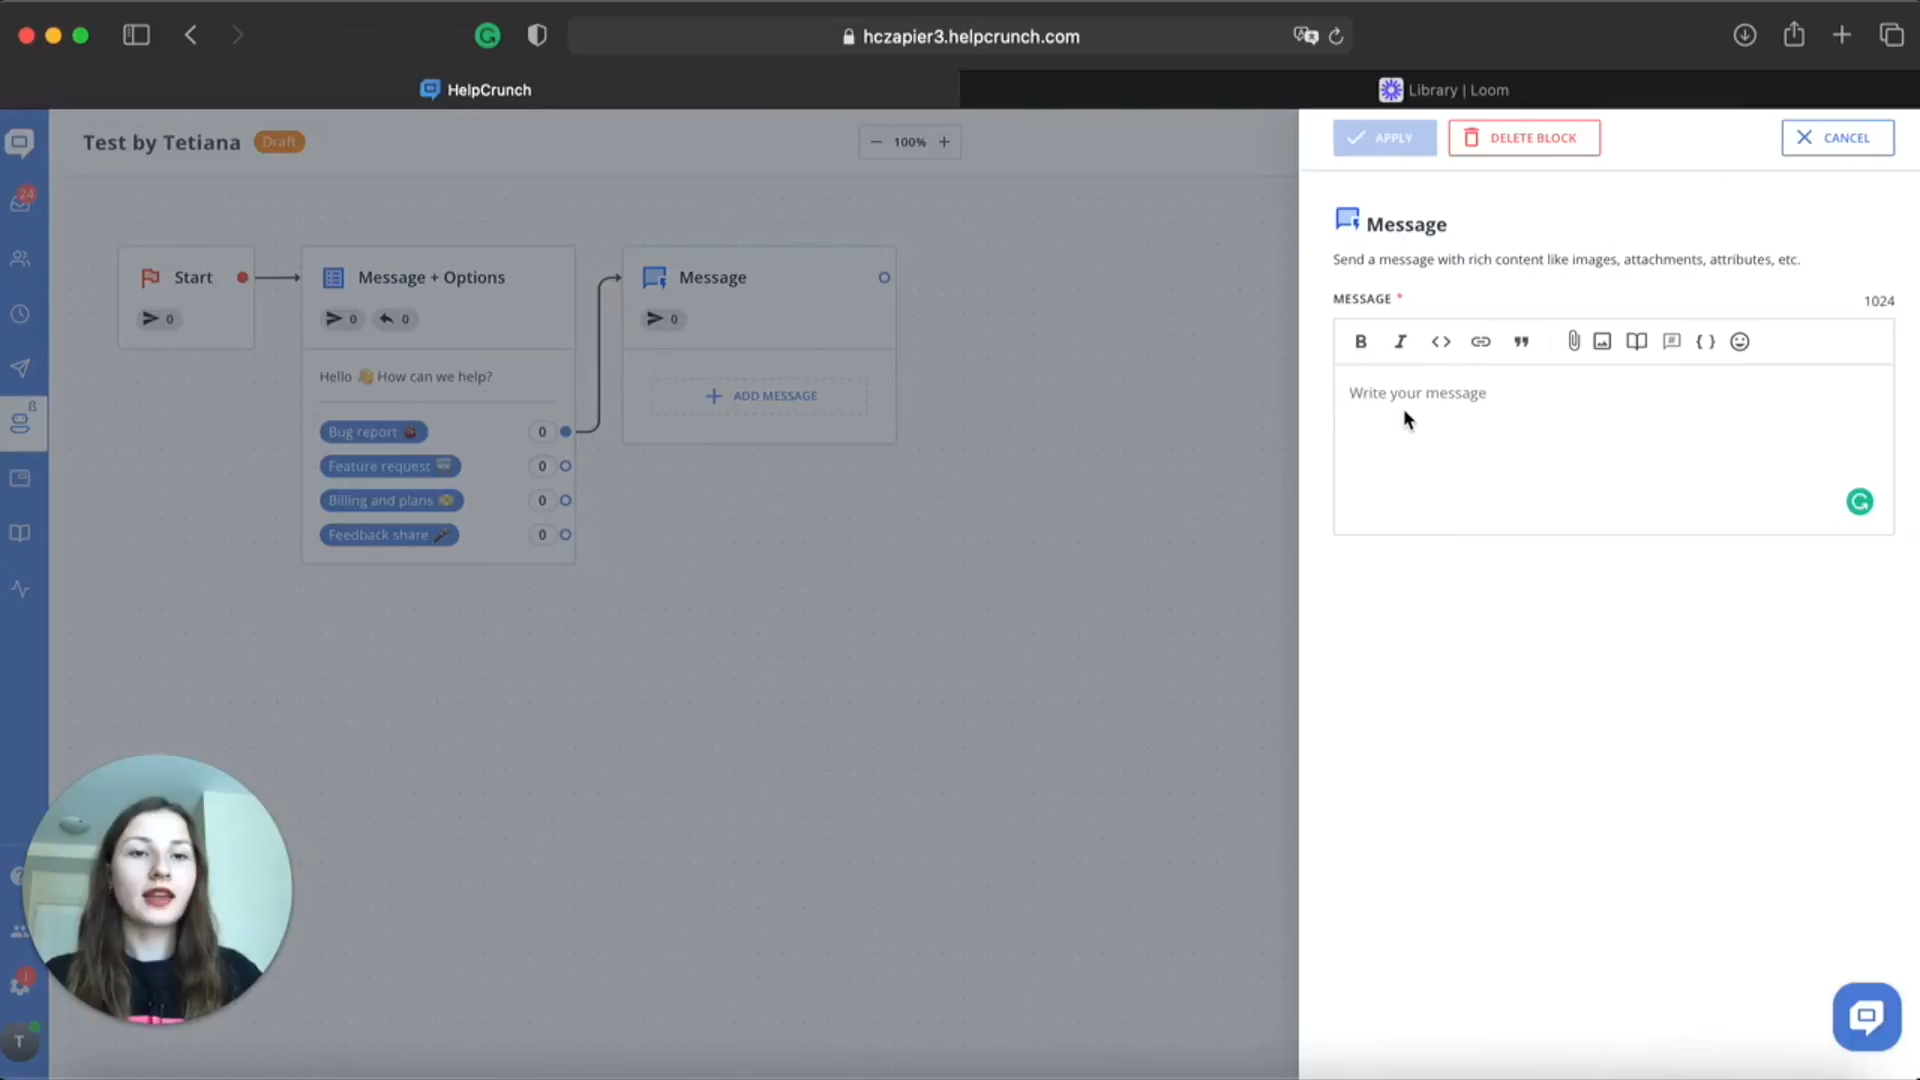 hczapier3.helpcrunch.com
HelpCrunch
Library | Loom
Test by Tetiana
Draft
100%
APPLY
DELETE BLOCK
CANCEL
24
Start
0
Message + Options
0
0
Hello 👋 How can we help?
Bug report 🐞
0
Feature request
0
Billing and plans
0
Feedback share 🎤
0
Message
0
ADD MESSAGE
Message
Send a message with rich content like images, attachments, attributes, etc.
MESSAGE *
1024
B I <> { }
Write your message
ß
1
T